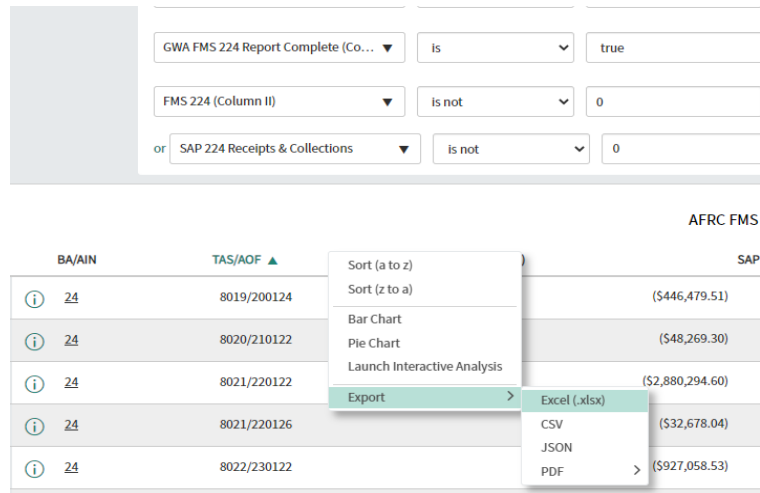 GWA FMS 224 Report Complete (Co... is true
FMS 224 (Column II) is not 0
or SAP 224 Receipts & Collections is not 0
AFRC FMS
BA/AIN TAS/AOF ) SAP
24 8019/200124 ($446,479.51)
24 8020/210122 ($48,269.30)
24 8021/220122 ($2,880,294.60)
24 8021/220126 ($32,678.04)
24 8022/230122 ($927,058.53)
Sort (a to z)
Sort (z to a)
Bar Chart
Pie Chart
Launch Interactive Analysis
Export
Excel (.xlsx)
CSV
JSON
PDF